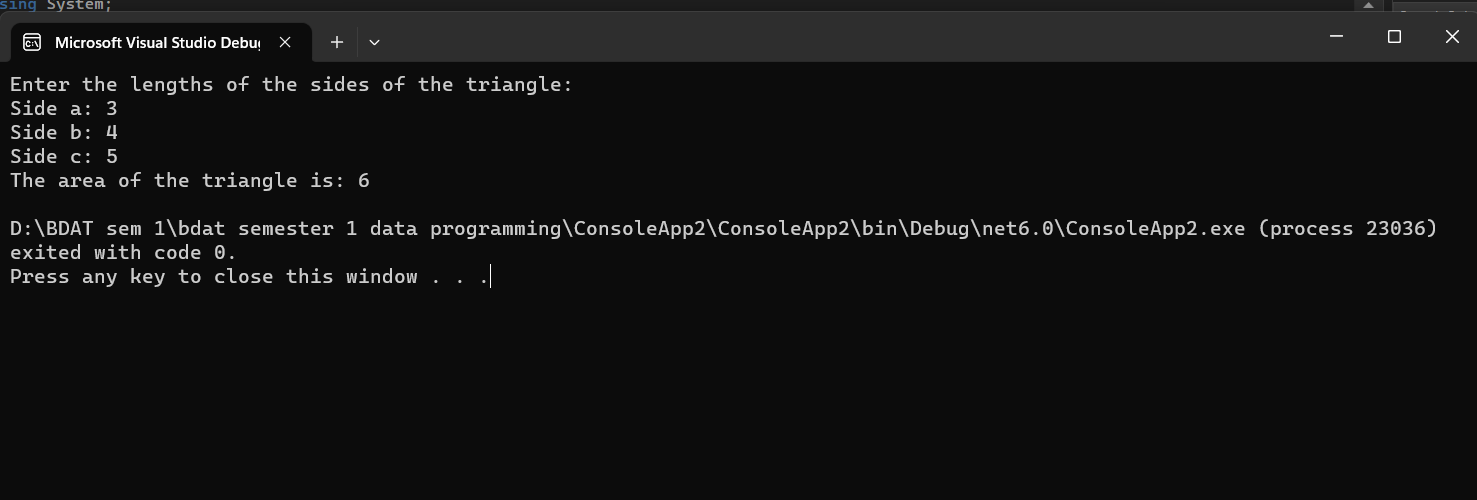 sing System;
Microsoft Visual Studio Debu
Enter the lengths of the sides of the triangle:
Side a: 3
Side b: 4
Side c: 5
The area of the triangle is: 6
D:\BDAT sem 1\bdat semester 1 data programming\ConsoleApp2\ConsoleApp2\bin\Debug\net6.0\ConsoleApp2.exe (process 23036)
exited with code 0.
Press any key to close this window . . .